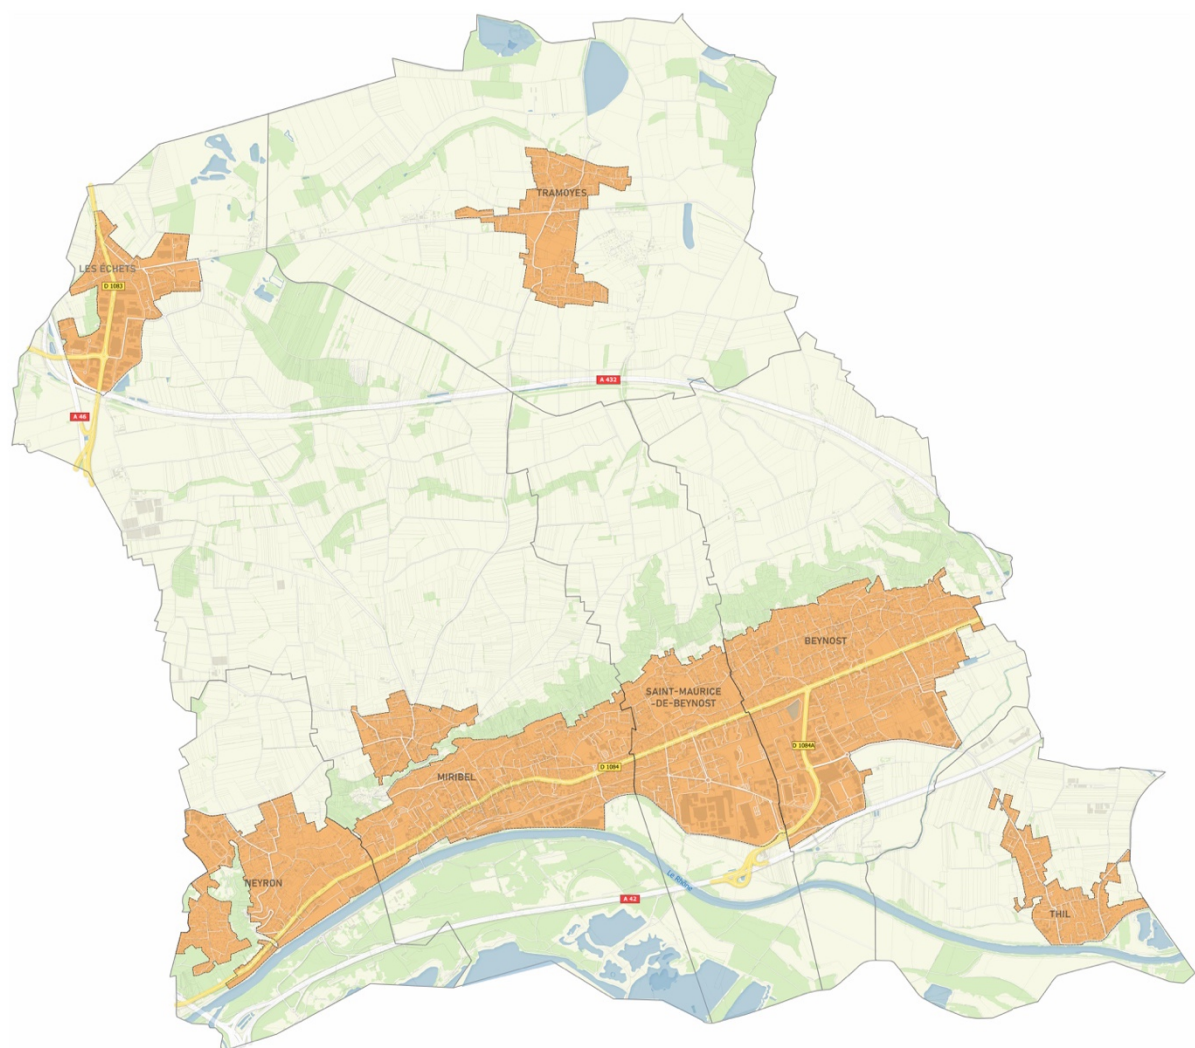 TRAMOYES
LES ÉCHETS
D 1083
A 432
A 46
BEYNOST
SAINT-MAURICE
-DE-BEYNOST
D 1084A
D 1084
MIRIBEL
NEYRON
Le Rhône
A 42
THIL